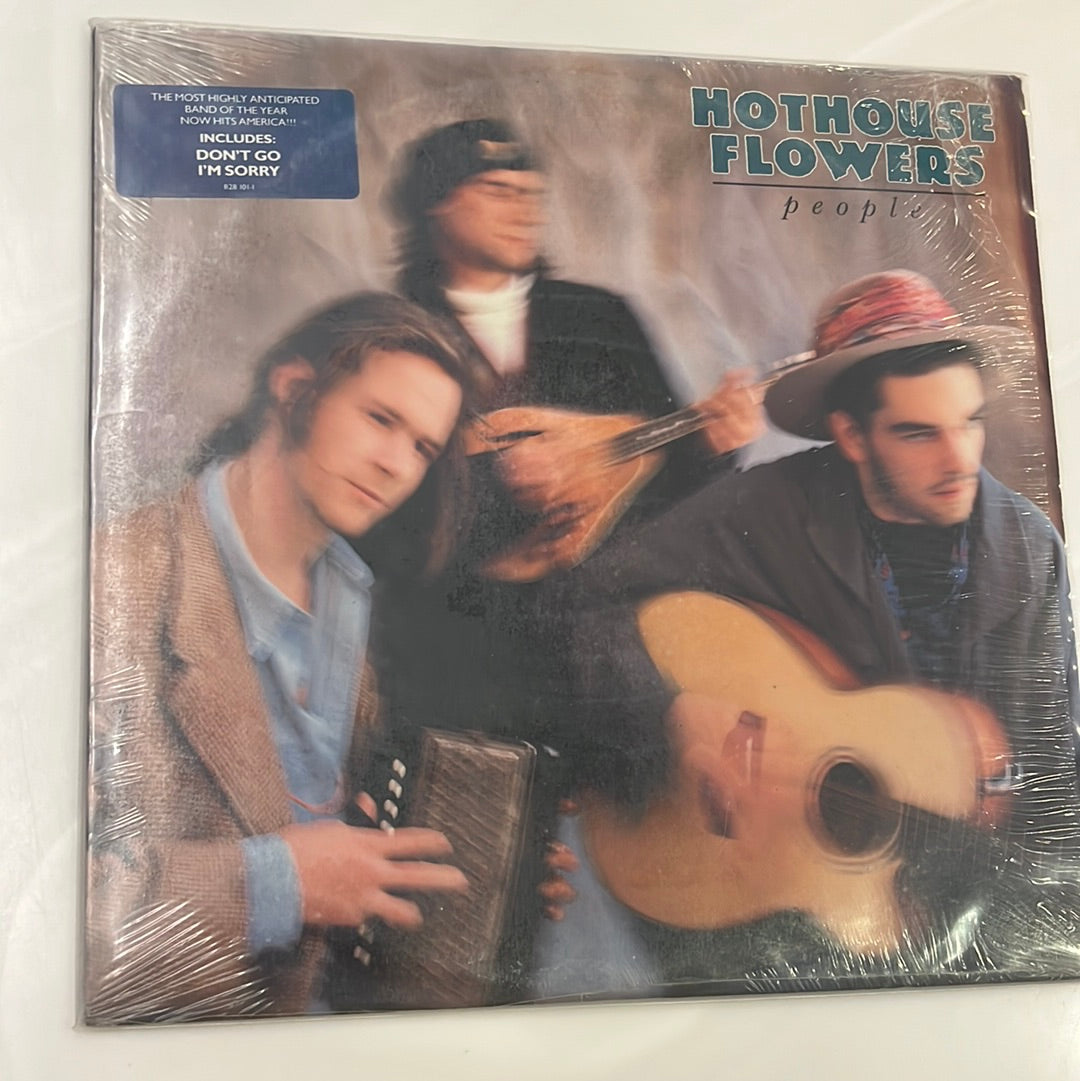 THE MOST HIGHLY ANTICIPATED
BAND OF THE YEAR
NOW HITS AMERICA!!!
INCLUDES:
DON'T GO
I'M SORRY
828 101-1
HOTHOUSE
FLOWERS
people